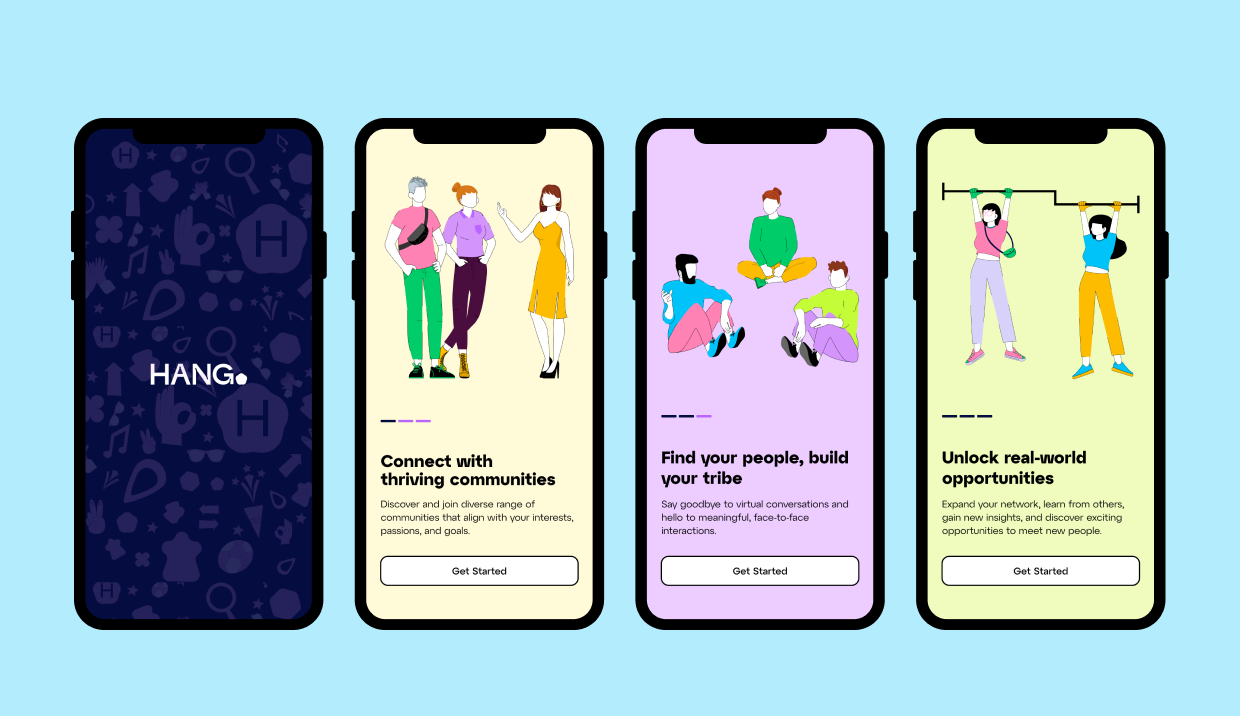 H
H
H
HANG
H
H
Connect with
thriving communities
Discover and join diverse range of
communities that align with your interests,
passions, and goals.
Get Started
Find your people, build
your tribe
Say goodbye to virtual conversations and
hello to meaningful, face-to-face
interactions.
Get Started
Unlock real-world
opportunities
Expand your network, learn from others,
gain new insights, and discover exciting
opportunities to meet new people.
Get Started